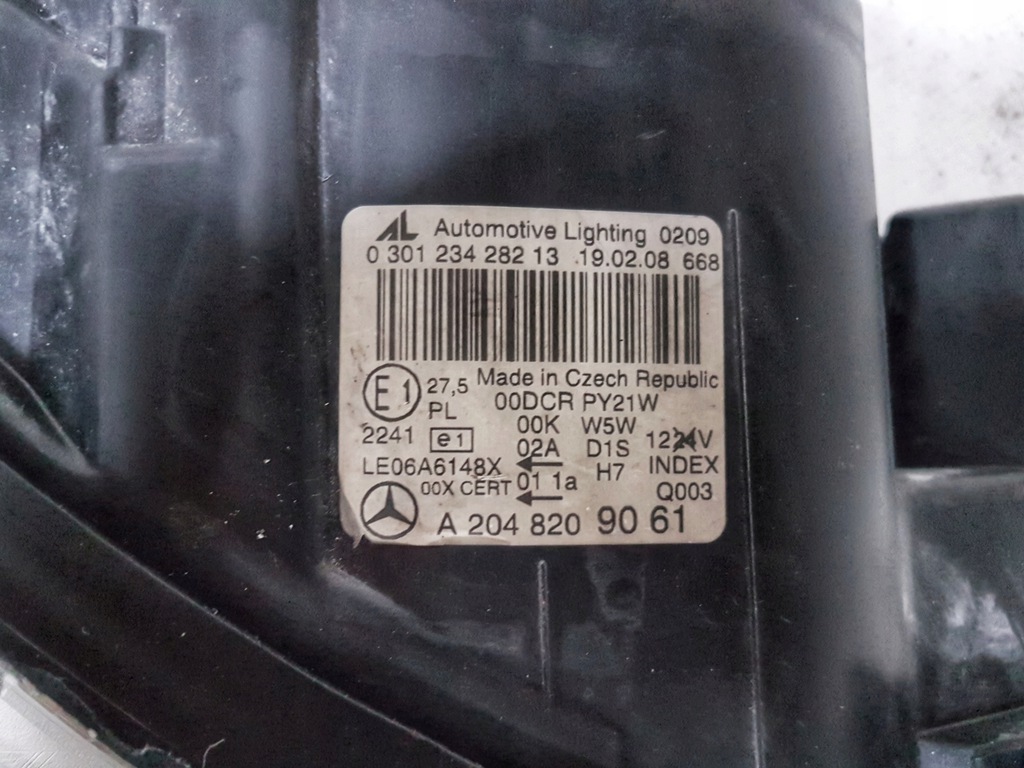 AL Automotive Lighting 0209
0 301 234 282 13 19.02.08 668
Made in Czech Republic
E1 27,5 00DCR PY21W
PL 00K W5W
2241 e1 02A D1S 1224V
LE06A6148X H7 INDEX
00X CERT 01 1a Q003
A 204 820 90 61